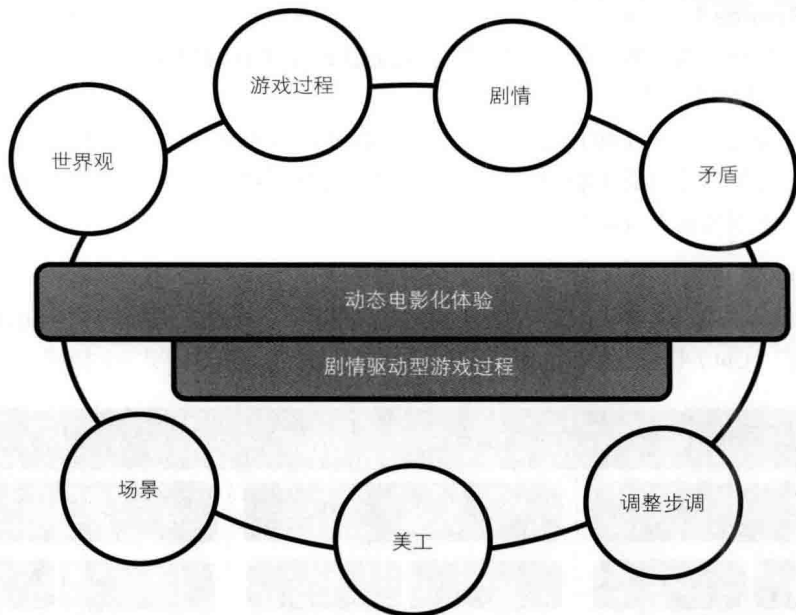 游戏过程
剧情
世界观
矛盾
动态电影化体验
剧情驱动型游戏过程
场景
调整步调
美工